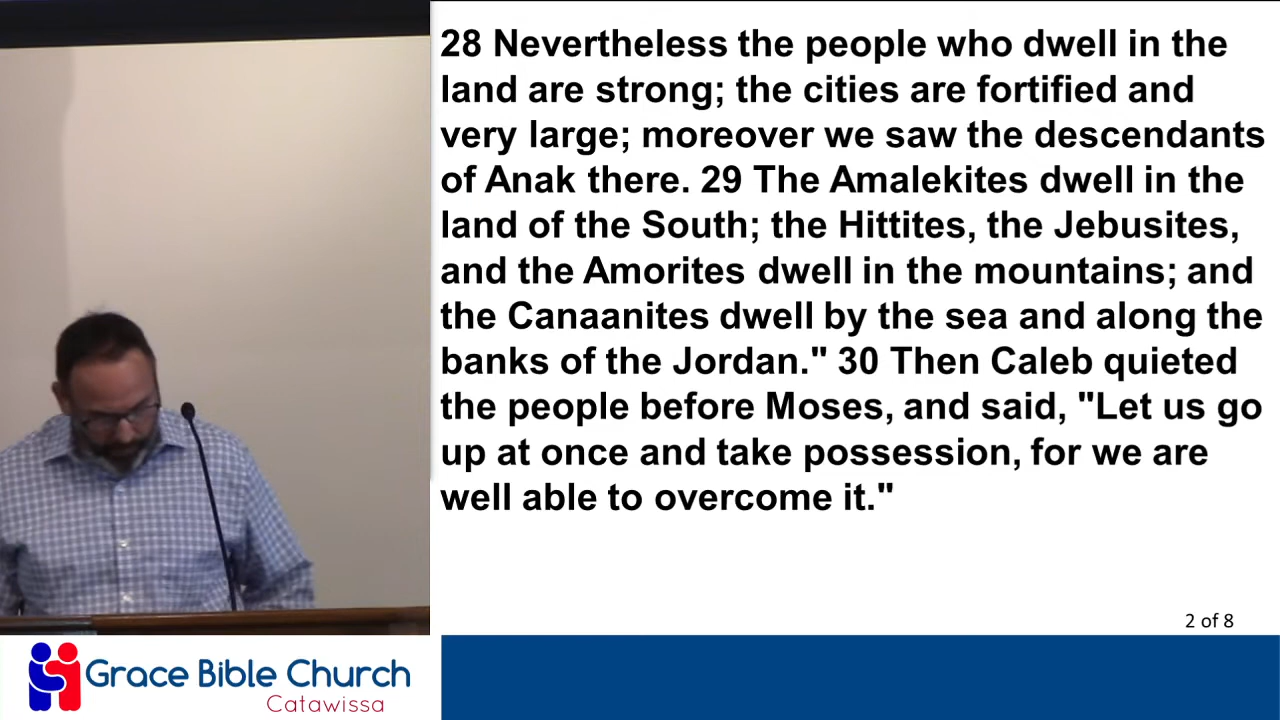 28 Nevertheless the people who dwell in the
land are strong; the cities are fortified and
very large; moreover we saw the descendants
of Anak there. 29 The Amalekites dwell in the
land of the South; the Hittites, the Jebusites,
and the Amorites dwell in the mountains; and
the Canaanites dwell by the sea and along the
banks of the Jordan." 30 Then Caleb quieted
the people before Moses, and said, "Let us go
up at once and take possession, for we are
well able to overcome it."
2 of 8
Grace Bible Church
Catawissa